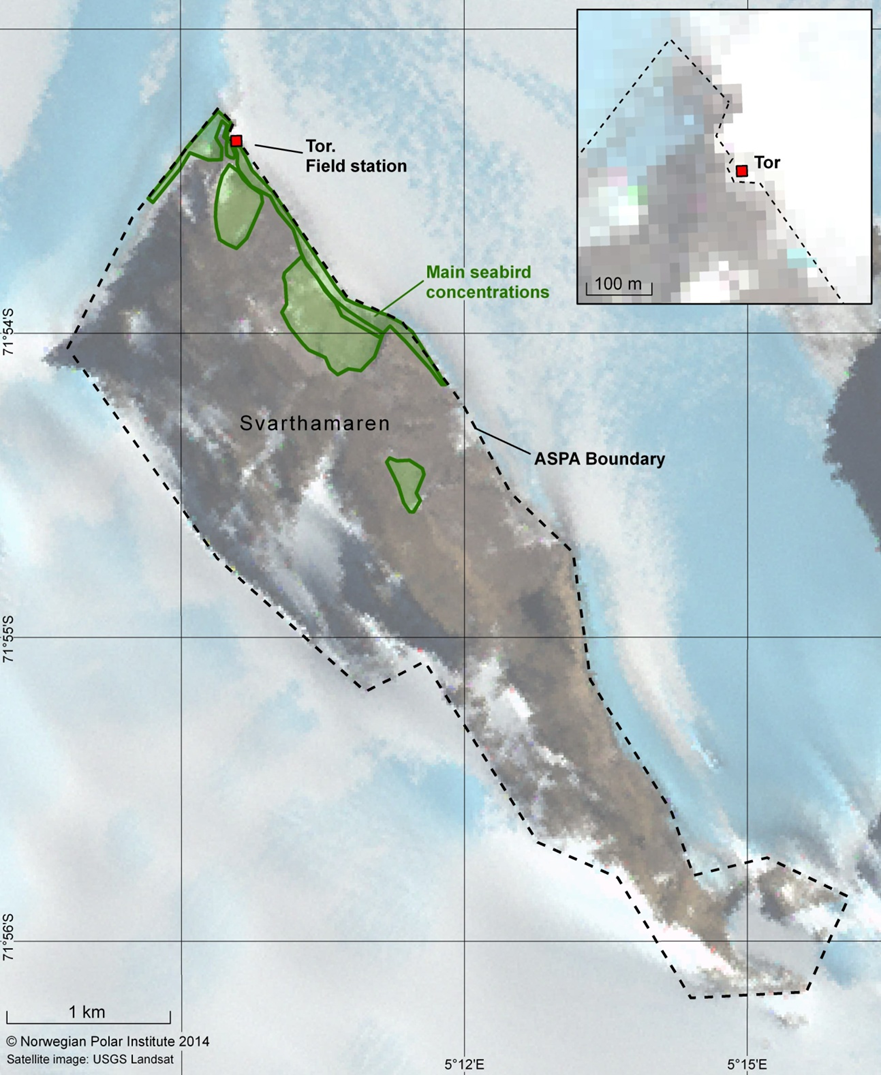 Tor.
Field station
Tor
100 m
Main seabird
concentrations
71°54'S
Svarthamaren
ASPA Boundary
71°55'S
71°56'S
1 km
© Norwegian Polar Institute 2014
Satellite image: USGS Landsat
5°12'E
5°15'E